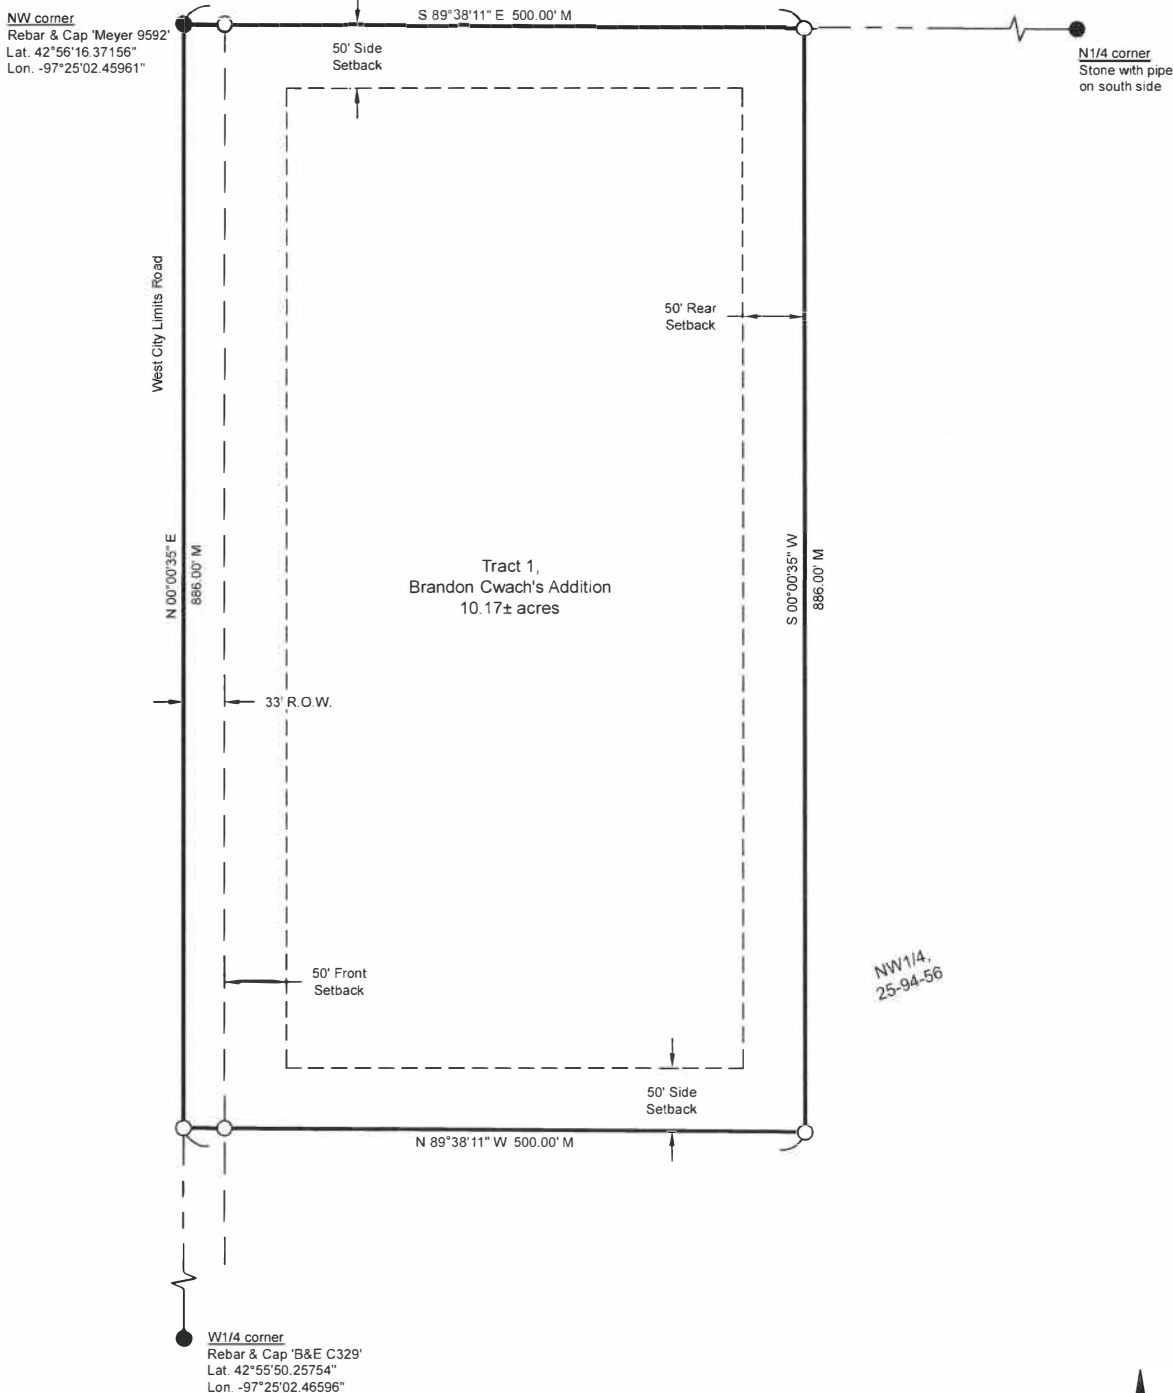 NW corner
Rebar & Cap 'Meyer 9592'
Lat. 42°56'16.37156"
Lon. -97°25'02.45961"
S 89°38'11" E 500.00' M
50' Side
Setback
N1/4 corner
Stone with pipe
on south side
West City Limits Road
50' Rear
Setback
N 00°00'35" E
886.00' M
Tract 1,
Brandon Cwach's Addition
10.17± acres
S 00°00'35" W
886.00' M
33' R.O.W.
50' Front
Setback
NW1/4,
25-94-56
50' Side
Setback
N 89°38'11" W 500.00' M
W1/4 corner
Rebar & Cap 'B&E C329'
Lat. 42°55'50.25754"
Lon. -97°25'02.46596"